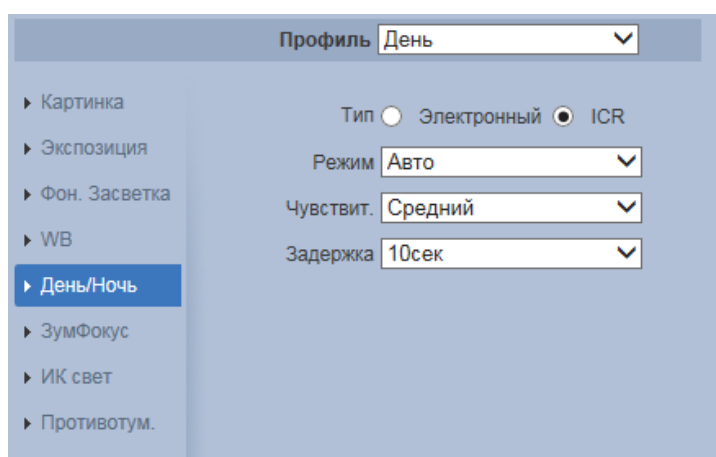 Профиль День
Картинка
Тип Электронный ICR
Экспозиция
Режим Авто
Фон. Засветка
Чувствит. Средний
WB
Задержка 10сек
День/Ночь
ЗумФокус
ИК свет
Противотум.